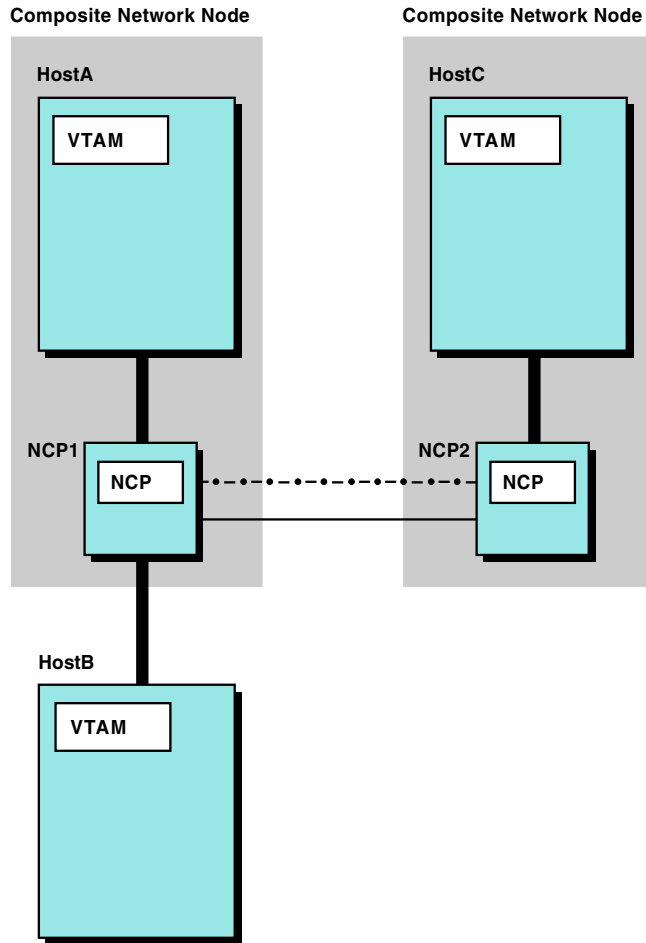 Composite Network Node
Composite Network Node
HostA
HostC
VTAM
VTAM
NCP1
NCP2
NCP
NCP
HostB
VTAM